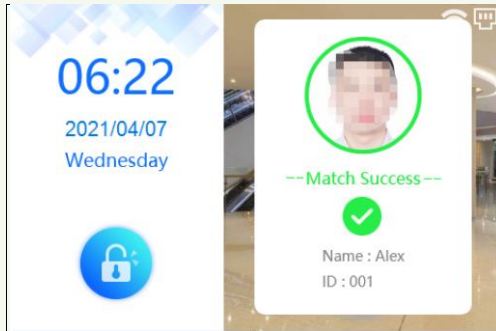 06:22
2021/04/07
Wednesday
--Match Success--
Name : Alex
ID : 001